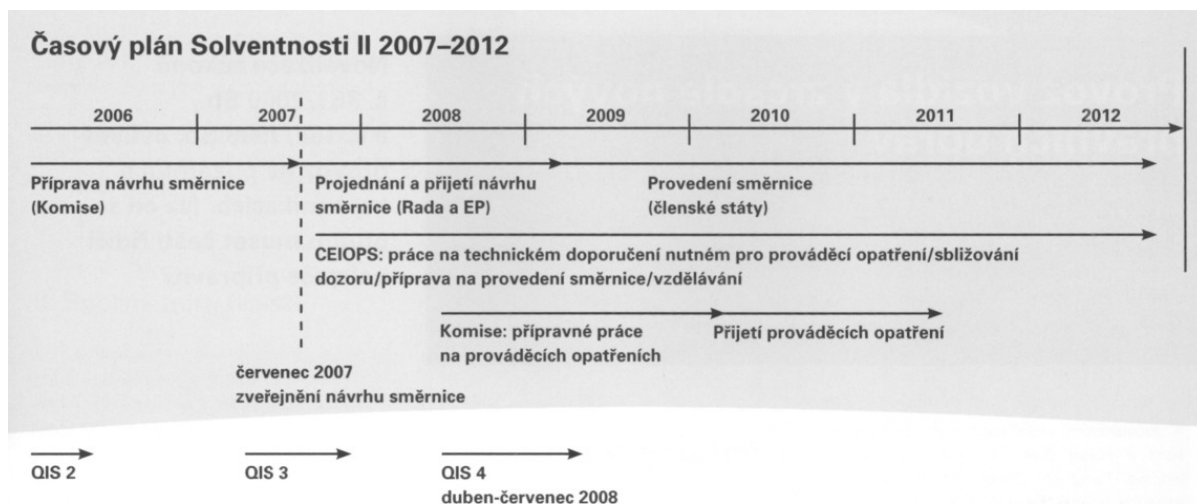 Časový plán Solventnosti II 2007–2012
2006 2007 2008 2009 2010 2011 2012
Příprava návrhu směrnice
(Komise)
Projednání a přijetí návrhu
směrnice (Rada a EP)
Provedení směrnice
(členské státy)
CEIOPS: práce na technickém doporučení nutném pro prováděcí opatření/sbližování
dozoru/příprava na provedení směrnice/vzdělávání
Komise: přípravné práce
na prováděcích opatřeních
Přijetí prováděcích opatření
červenec 2007
zveřejnění návrhu směrnice
QIS 2
QIS 3
QIS 4
duben-červenec 2008